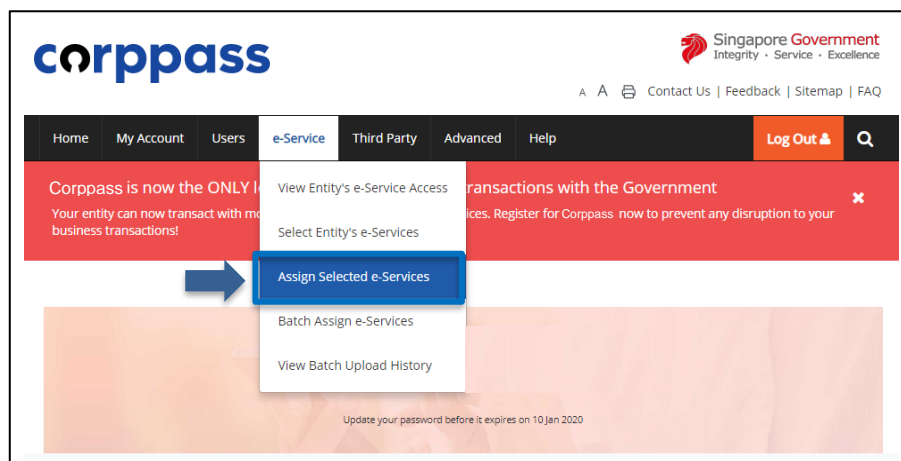 corppass
Singapore Government
Integrity · Service · Excellence
A A Contact Us | Feedback | Sitemap | FAQ
Home My Account Users e-Service Third Party Advanced Help Log Out
Corppass is now the ONLY transactions with the Government
Your entity can now transact with ices. Register for Corppass now to prevent any disruption to your
business transactions!
View Entity's e-Service Access
Select Entity's e-Services
Assign Selected e-Services
Batch Assign e-Services
View Batch Upload History
Update your password before it expires on 10 Jan 2020